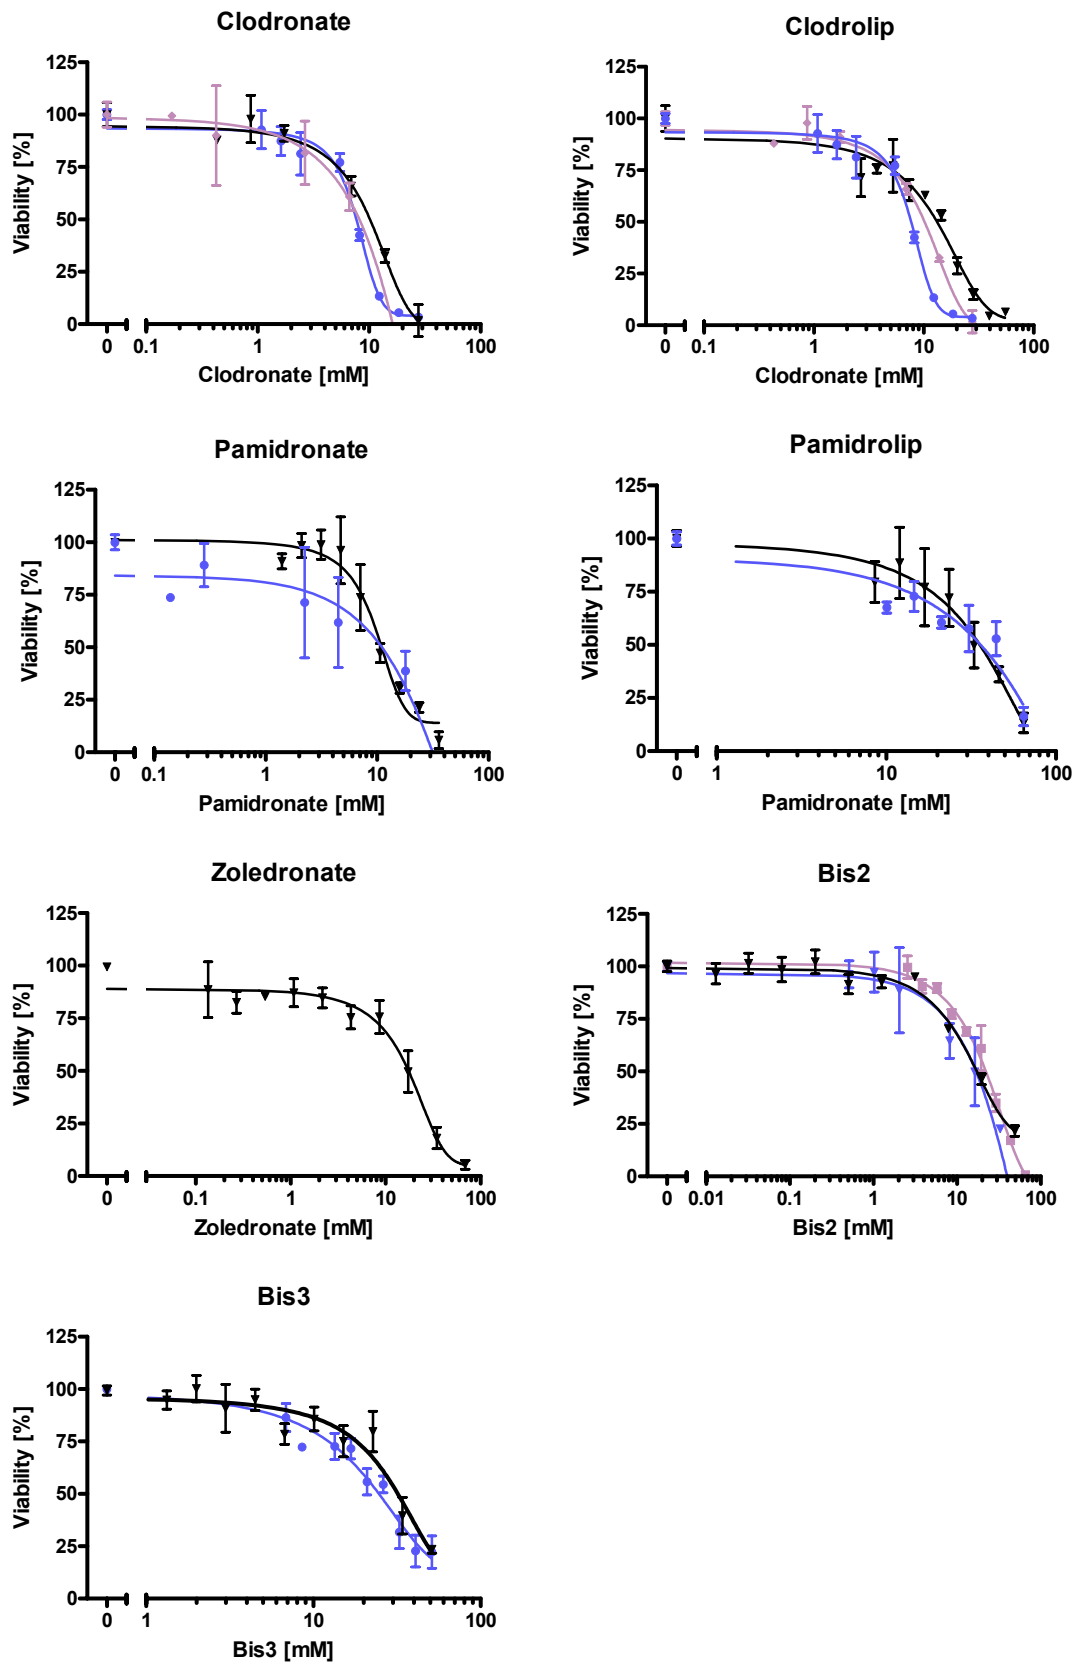 Clodronate
125
100
75
50
25
0
Viability [%]
0 0.1 1 10 100
Clodronate [mM]
Clodrolip
125
100
75
50
25
0
Viability [%]
0 0.1 1 10 100
Clodronate [mM]
Pamidronate
125
100
75
50
25
0
Viability [%]
0 0.1 1 10 100
Pamidronate [mM]
Pamidrolip
125
100
75
50
25
0
Viability [%]
0 1 10 100
Pamidronate [mM]
Zoledronate
125
100
75
50
25
0
Viability [%]
0 0.1 1 10 100
Zoledronate [mM]
Bis2
125
100
75
50
25
0
Viability [%]
0 0.01 0.1 1 10 100
Bis2 [mM]
Bis3
125
100
75
50
25
0
Viability [%]
0 1 10 100
Bis3 [mM]